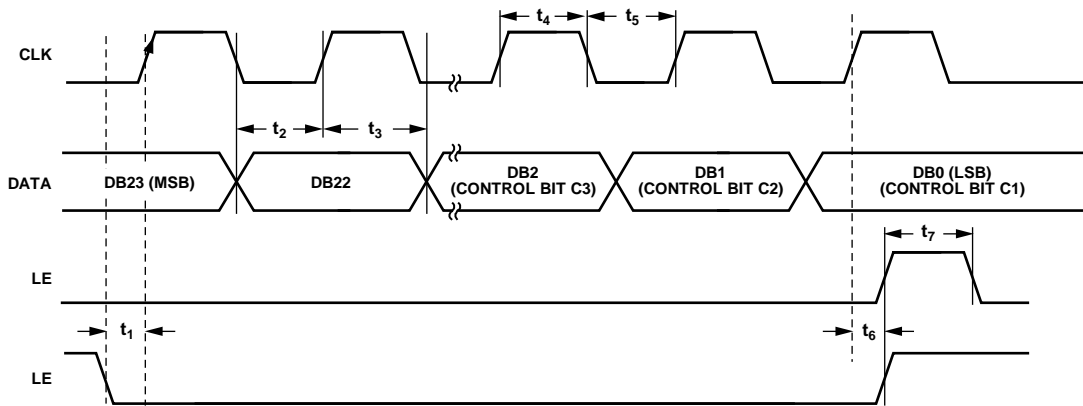 t4 t5
CLK
t2 t3
DATA
DB23 (MSB) DB22 DB2
(CONTROL BIT C3) DB1
(CONTROL BIT C2) DB0 (LSB)
(CONTROL BIT C1)
t7
LE
t1 t6
LE